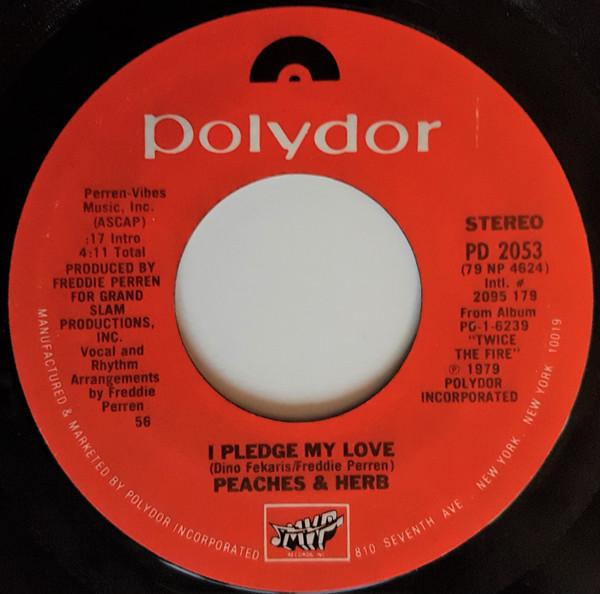 polydor
Perren-Vibes
Music, Inc.
(ASCAP)
:17 Intro
4:11 Total
PRODUCED BY
FREDDIE PERREN
FOR GRAND
SLAM
PRODUCTIONS,
INC.
Vocal and
Rhythm
Arrangements
by Freddie
Perren
56
STEREO
PD 2053
(79 NP 4624)
Intl. #
2095 179
From Album
PG-1-6239
"TWICE
THE FIRE"
℗ 1979
POLYDOR
INCORPORATED
I PLEDGE MY LOVE
(Dino Fekaris/Freddie Perren)
PEACHES & HERB
MVP
RECORDS INC
MANUFACTURED & MARKETED BY POLYDOR INCORPORATED 810 SEVENTH AVE. NEW YORK, NEW YORK 10019